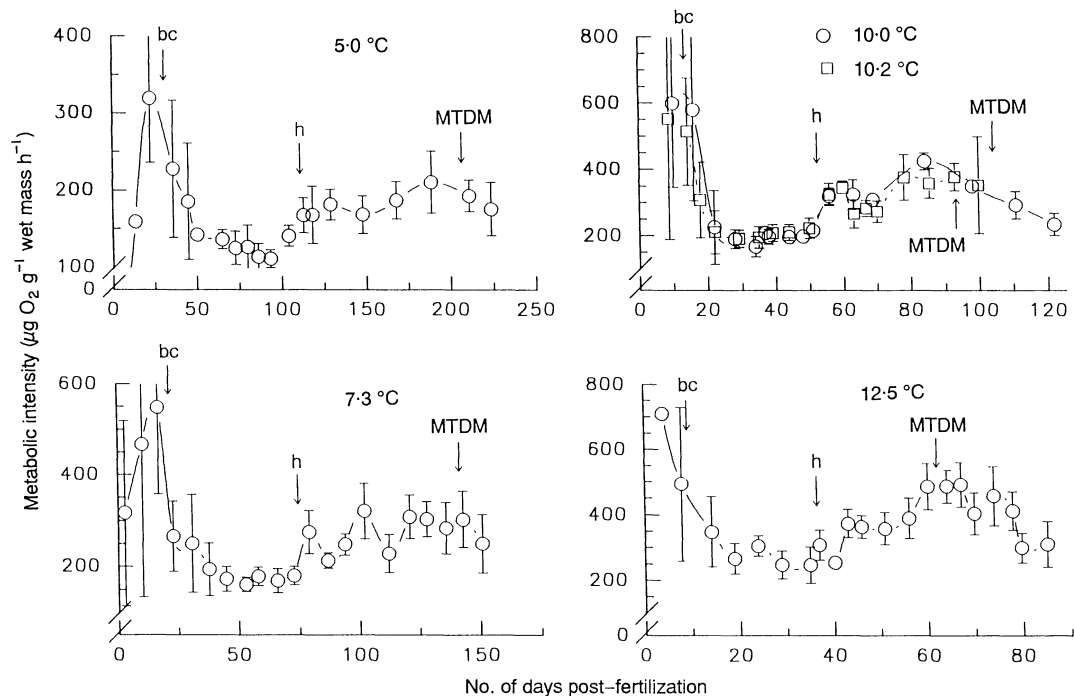 Metabolic intensity (µg O₂ g⁻¹ wet mass h⁻¹)
400
300
200
100
0
bc
5·0 °C
h
MTDM
0 50 100 150 200 250
800
600
400
200
0
bc
10·0 °C
10·2 °C
h
MTDM
MTDM
0 20 40 60 80 100 120
600
400
200
bc
7·3 °C
h
MTDM
0 50 100 150
800
600
400
200
0
bc
12·5 °C
h
MTDM
0 20 40 60 80
No. of days post–fertilization